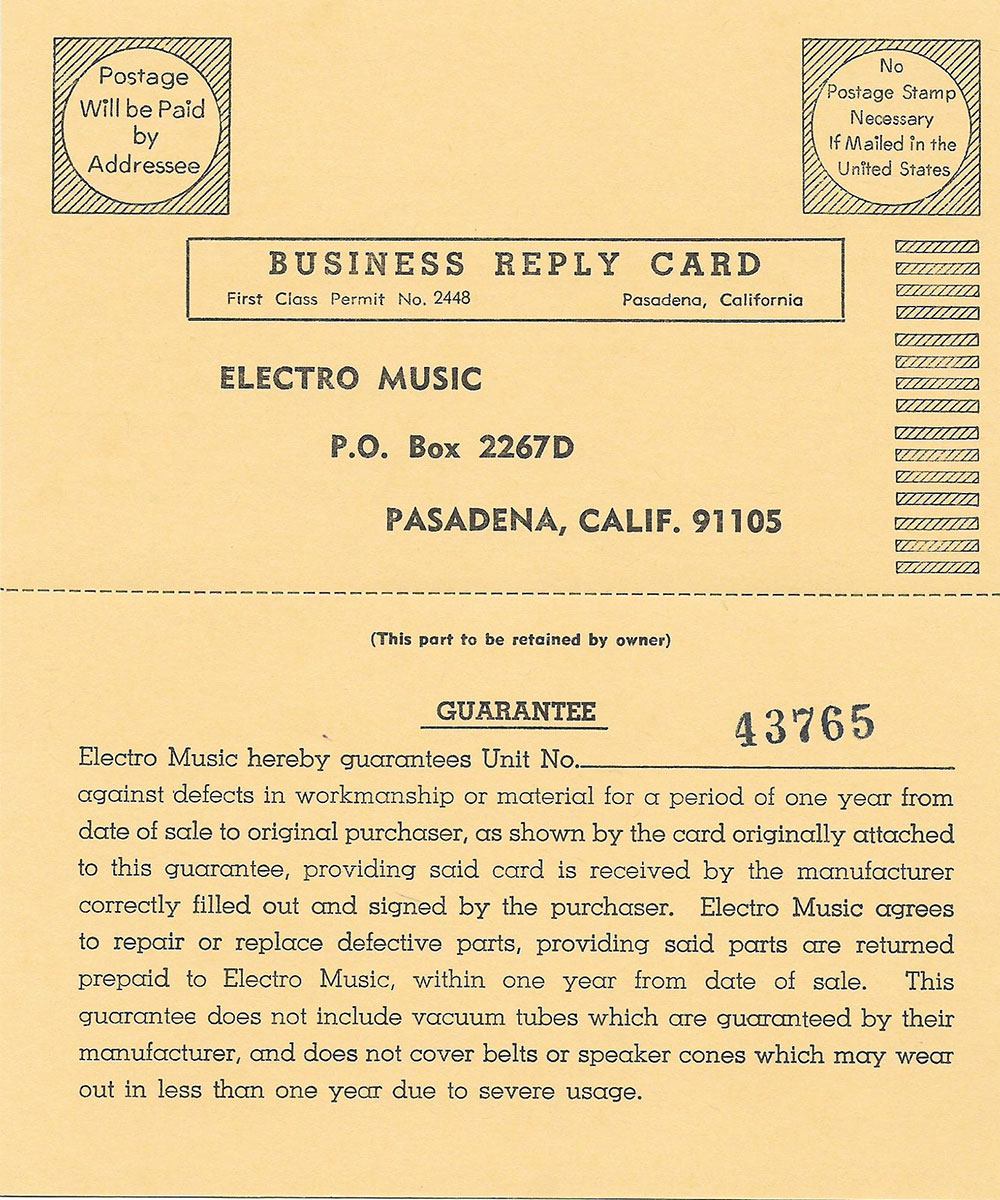 Postage
Will be Paid
by
Addressee
No
Postage Stamp
Necessary
If Mailed in the
United States
BUSINESS REPLY CARD
First Class Permit No. 2448 Pasadena, California
ELECTRO MUSIC
P.O. Box 2267D
PASADENA, CALIF. 91105
(This part to be retained by owner)
GUARANTEE
43765
Electro Music hereby guarantees Unit No.
against defects in workmanship or material for a period of one year from
date of sale to original purchaser, as shown by the card originally attached
to this guarantee, providing said card is received by the manufacturer
correctly filled out and signed by the purchaser. Electro Music agrees
to repair or replace defective parts, providing said parts are returned
prepaid to Electro Music, within one year from date of sale. This
guarantee does not include vacuum tubes which are guaranteed by their
manufacturer, and does not cover belts or speaker cones which may wear
out in less than one year due to severe usage.